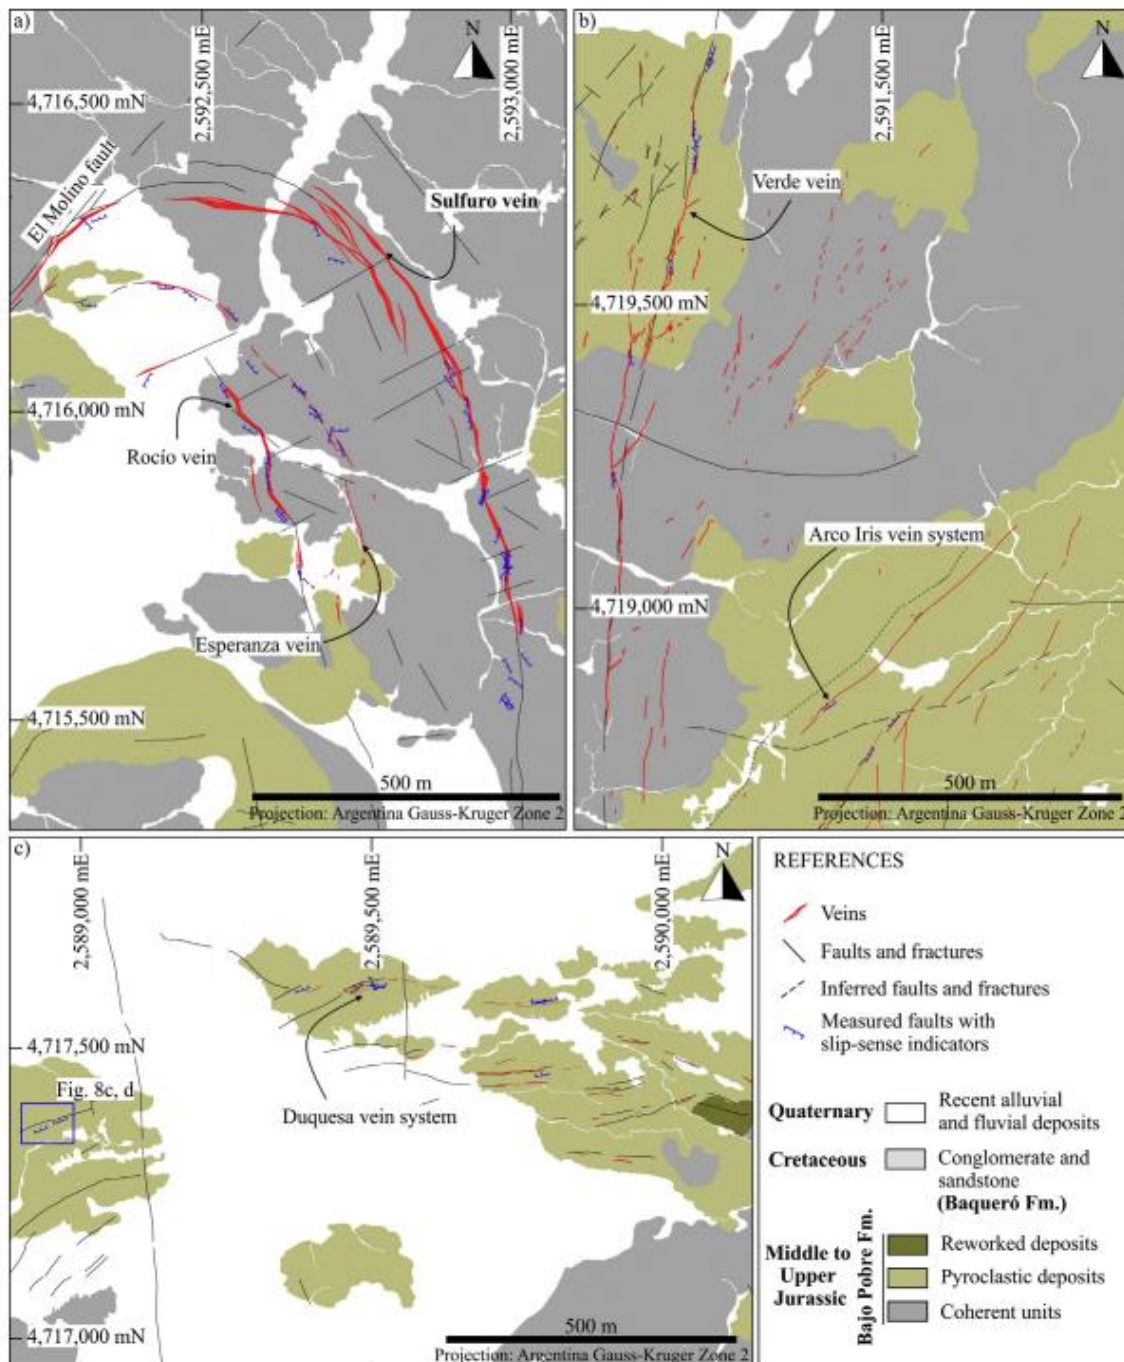 a)
N
2,592,500 mE
2,593,000 mE
4,716,500 mN
El Molino fault
Sulfuro vein
4,716,000 mN
Rocío vein
Esperanza vein
4,715,500 mN
500 m
Projection: Argentina Gauss-Kruger Zone 2
b)
N
2,591,500 mE
Verde vein
4,719,500 mN
Arco Iris vein
system
4,719,000 mN
500 m
Projection: Argentina Gauss-Kruger Zone 2
c)
N
2,589,000 mE
2,589,500 mE
2,590,000 mE
4,717,500 mN
Fig. 8c, d
Duquesa vein system
4,717,000 mN
500 m
Projection: Argentina Gauss-Kruger Zone 2
REFERENCES
Veins
Faults and fractures
Inferred faults and fractures
Measured faults with
slip-sense indicators
Quaternary
Recent alluvial
and fluvial deposits
Cretaceous
Conglomerate and
sandstone
(Baqueró Fm.)
Middle to
Upper
Jurassic
Bajo Pobre Fm.
Reworked deposits
Pyroclastic deposits
Coherent units